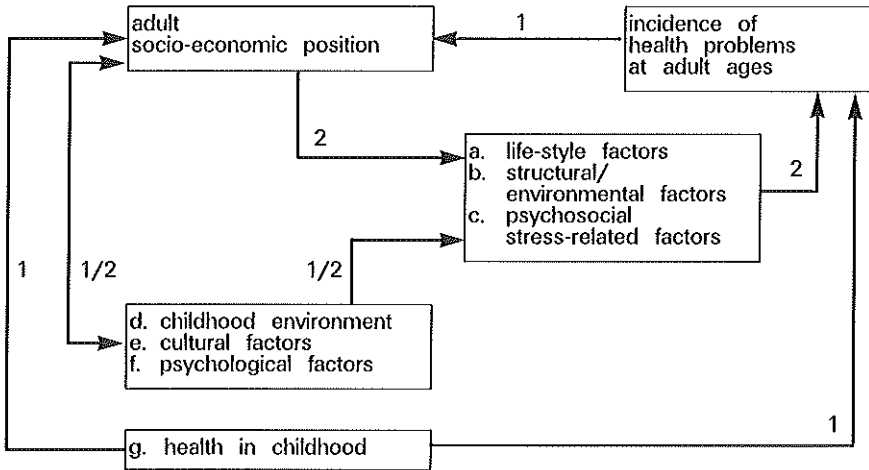 adult
socio-economic position
1
incidence of
health problems
at adult ages
2
a. life-style factors
b. structural/
environmental factors
c. psychosocial
stress-related factors
2
1
1/2
1/2
d. childhood environment
e. cultural factors
f. psychological factors
g. health in childhood
1